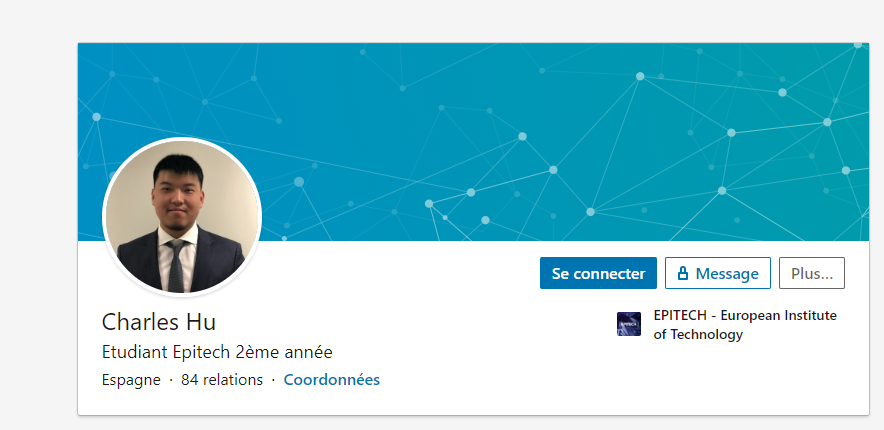 Se connecter
Message
Plus...
Charles Hu
EPITECH - European Institute
of Technology
EPITECH
Etudiant Epitech 2ème année
Espagne · 84 relations · Coordonnées